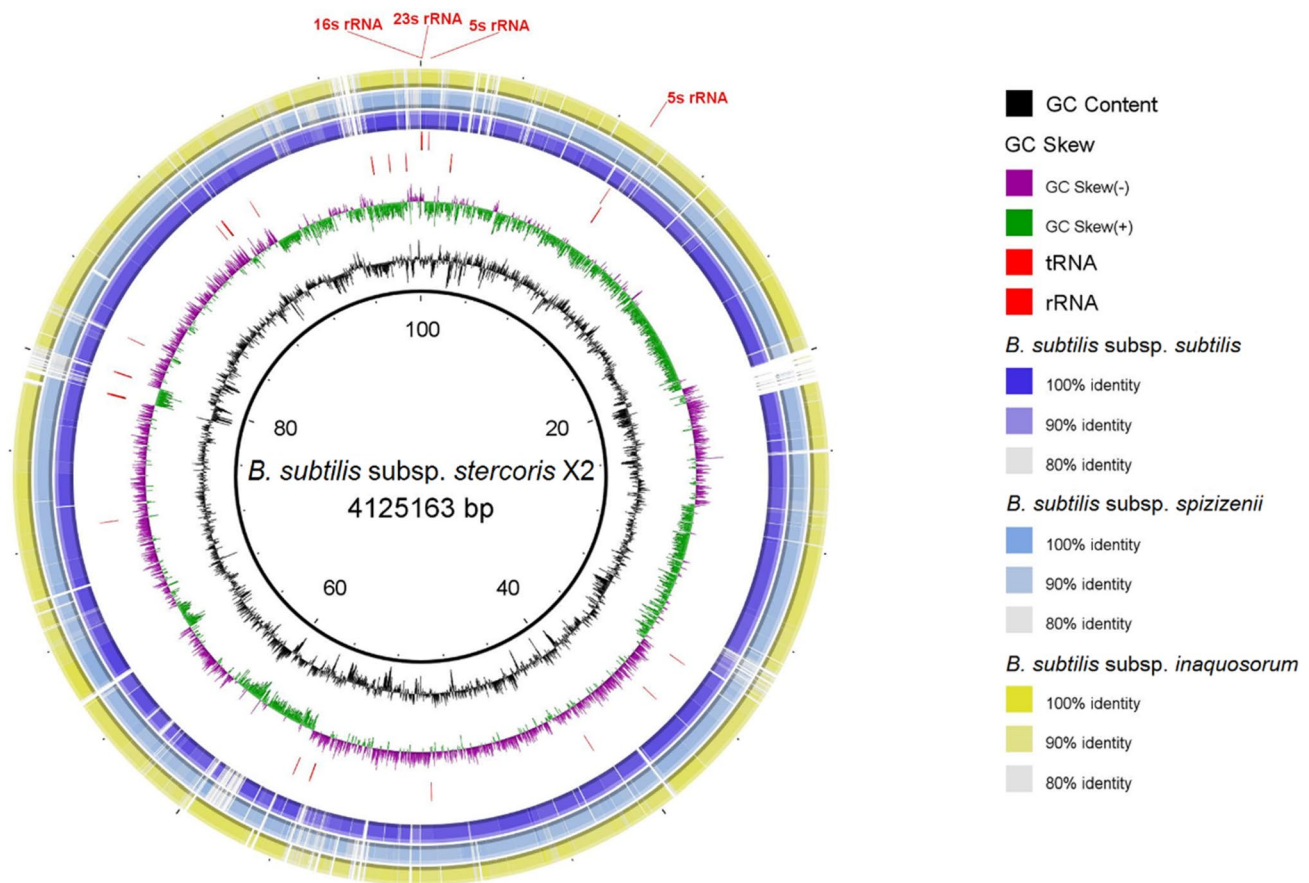 16s rRNA
23s rRNA
5s rRNA
5s rRNA
100
20
40
60
80
B. subtilis subsp. stercoris X2
4125163 bp
GC Content
GC Skew
GC Skew(-)
GC Skew(+)
tRNA
rRNA
B. subtilis subsp. subtilis
100% identity
90% identity
80% identity
B. subtilis subsp. spizizenii
100% identity
90% identity
80% identity
B. subtilis subsp. inaquosorum
100% identity
90% identity
80% identity